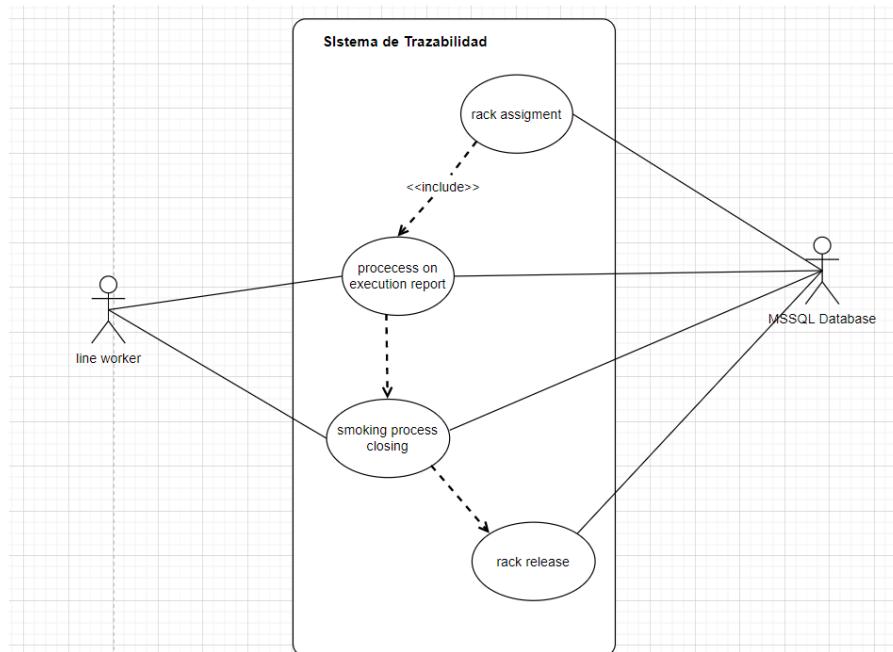 SIstema de Trazabilidad
rack assigment
<<include>>
procecess on
execution report
line worker
MSSQL Database
smoking process
closing
rack release